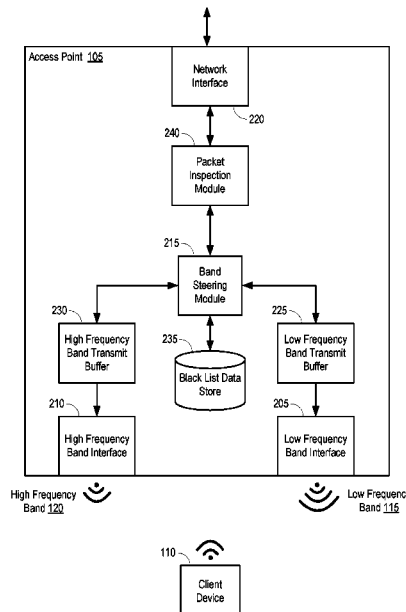 Access Point 105
Network
Interface
220
240
Packet
Inspection
Module
215
Band
Steering
Module
230
High Frequency
Band Transmit
Buffer
235
Black List Data
Store
225
Low Frequency
Band Transmit
Buffer
210
High Frequency
Band Interface
205
Low Frequency
Band Interface
High Frequency
Band 120
Low Frequenc
Band 115
110
Client
Device